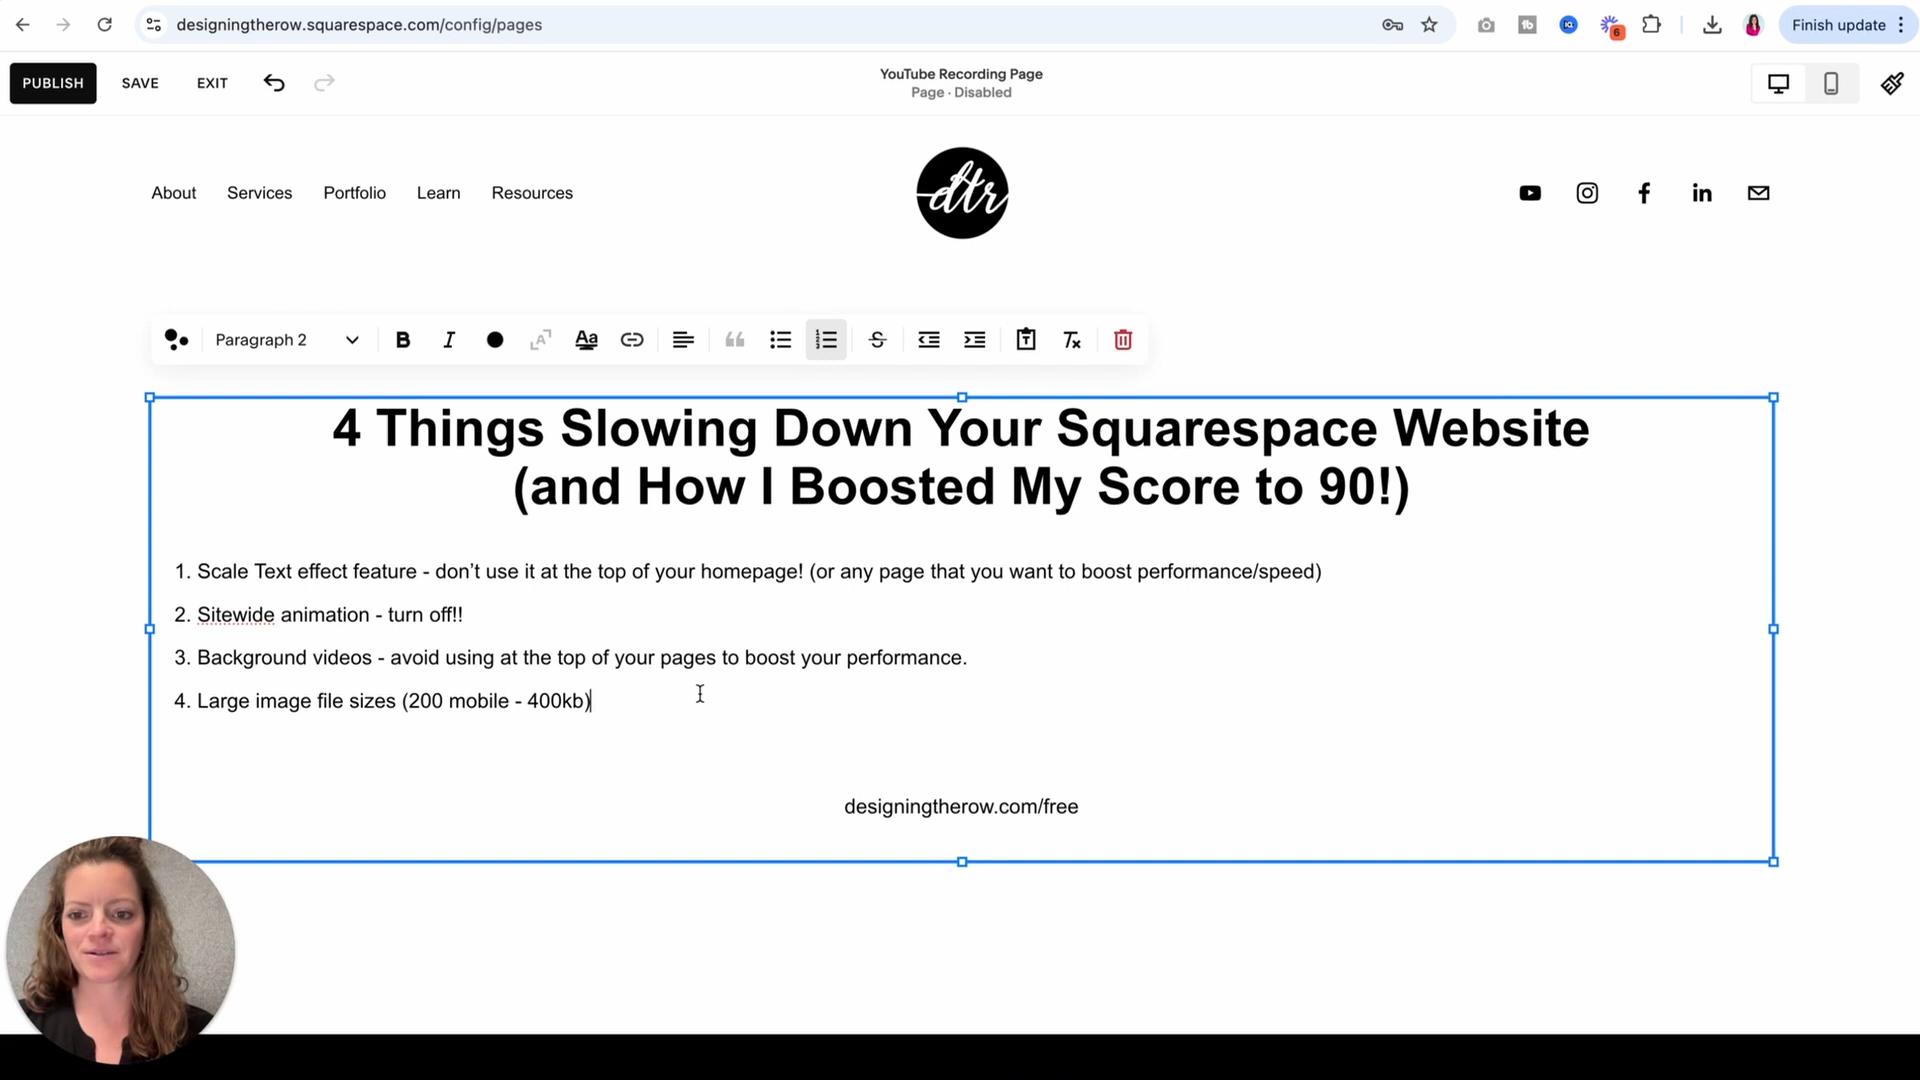 designingtherow.squarespace.com/config/pages
6
Finish update
PUBLISH
SAVE
EXIT
YouTube Recording Page
Page · Disabled
About
Services
Portfolio
Learn
Resources
dtr
Paragraph 2
4 Things Slowing Down Your Squarespace Website
(and How I Boosted My Score to 90!)
1. Scale Text effect feature - don’t use it at the top of your homepage! (or any page that you want to boost performance/speed)
2. Sitewide animation - turn off!!
3. Background videos - avoid using at the top of your pages to boost your performance.
4. Large image file sizes (200 mobile - 400kb)
designingtherow.com/free